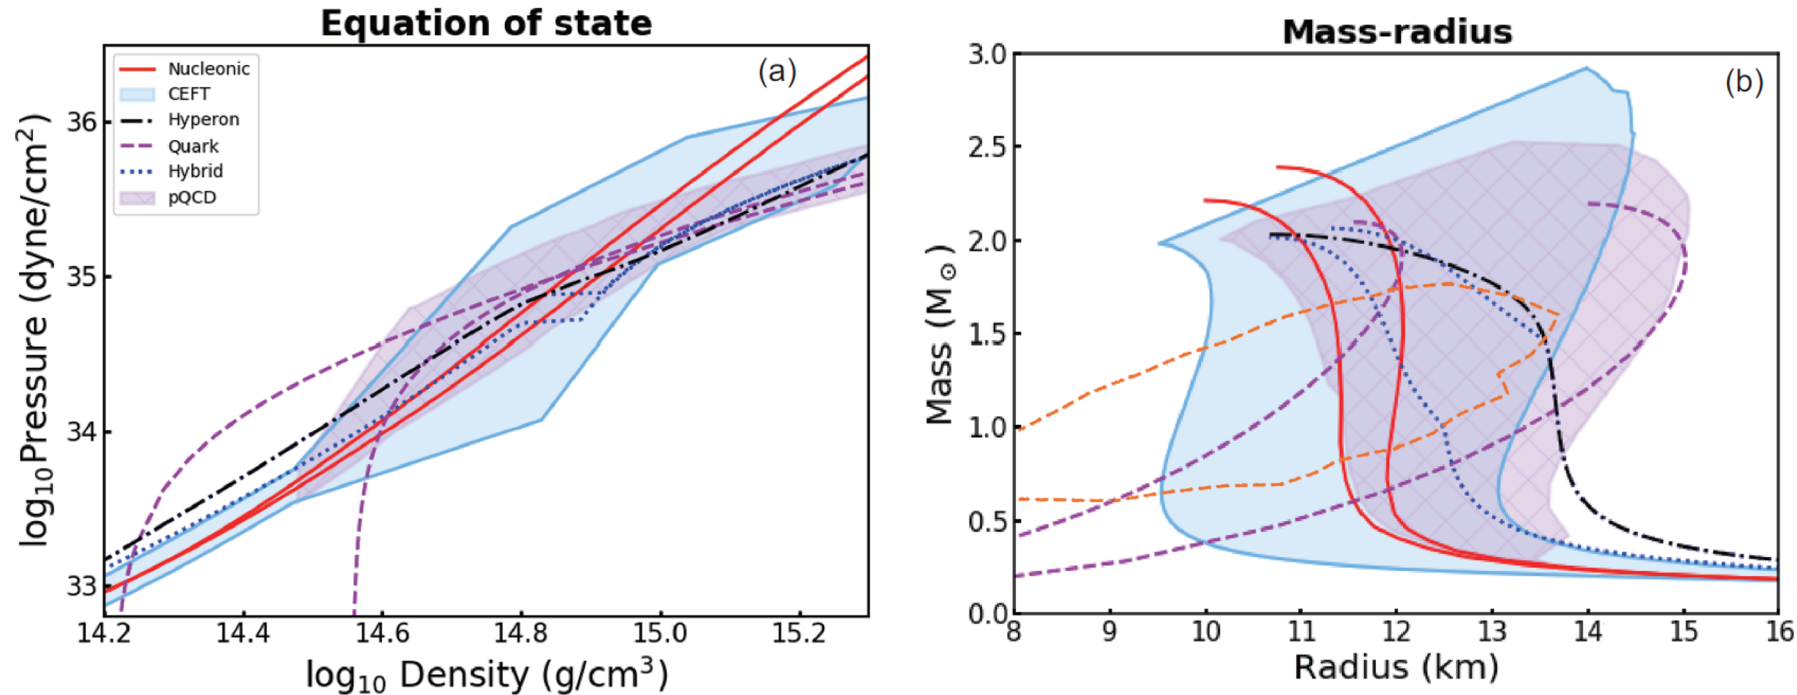 Equation of state
(a)
Nucleonic
CEFT
Hyperon
Quark
Hybrid
pQCD
36
35
34
33
log₁₀Pressure (dyne/cm²)
14.2 14.4 14.6 14.8 15.0 15.2
log₁₀ Density (g/cm³)
Mass-radius
(b)
3.0
2.5
2.0
1.5
1.0
0.5
0.0
Mass (M⊙)
8 9 10 11 12 13 14 15 16
Radius (km)